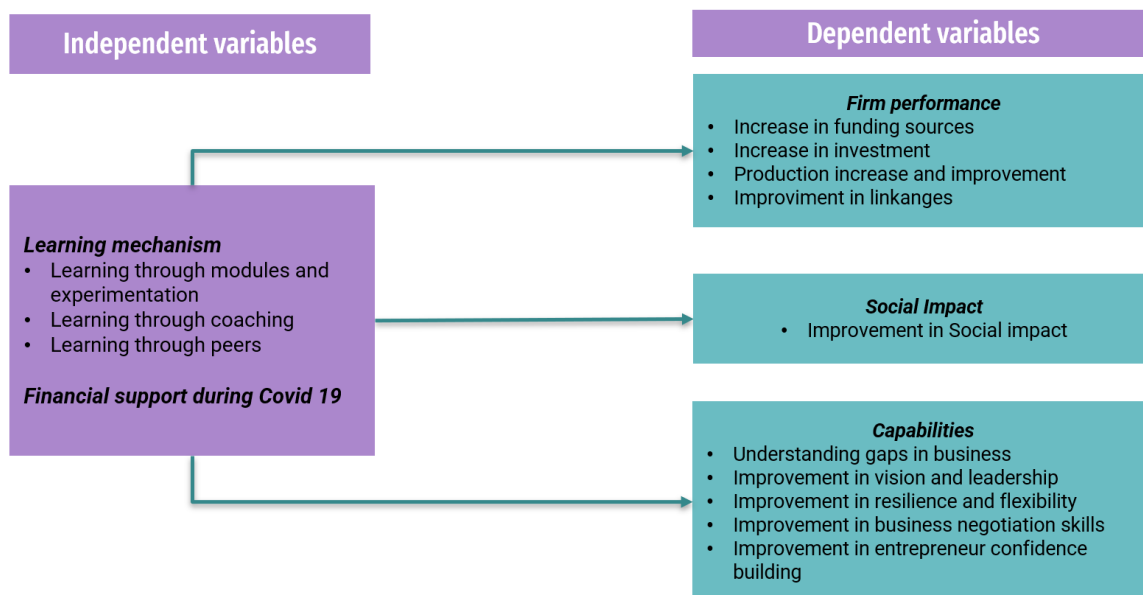 Independent variables
Dependent variables
Learning mechanism
• Learning through modules and
experimentation
• Learning through coaching
• Learning through peers
Financial support during Covid 19
Firm performance
• Increase in funding sources
• Increase in investment
• Production increase and improvement
• Improviment in linkanges
Social Impact
• Improvement in Social impact
Capabilities
• Understanding gaps in business
• Improvement in vision and leadership
• Improvement in resilience and flexibility
• Improvement in business negotiation skills
• Improvement in entrepreneur confidence
building